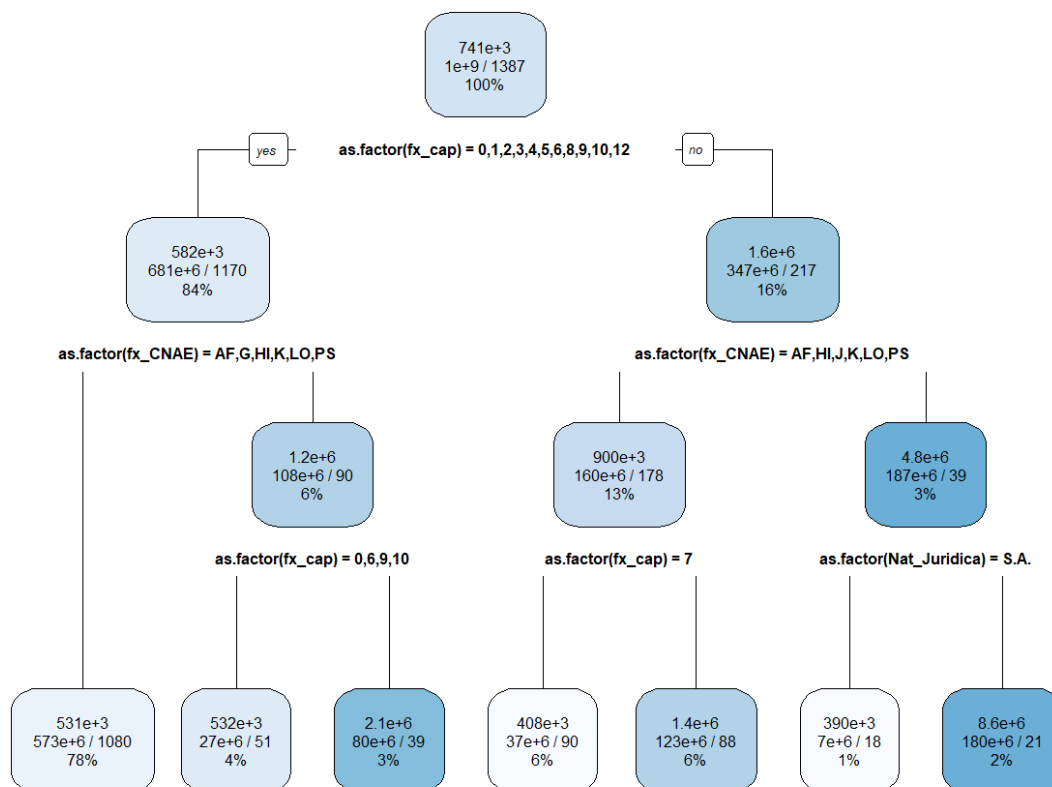 741e+3
1e+9 / 1387
100%
yes
as.factor(fx_cap) = 0,1,2,3,4,5,6,8,9,10,12
no
582e+3
681e+6 / 1170
84%
1.6e+6
347e+6 / 217
16%
as.factor(fx_CNAE) = AF,G,HI,K,LO,PS
as.factor(fx_CNAE) = AF,HI,J,K,LO,PS
1.2e+6
108e+6 / 90
6%
900e+3
160e+6 / 178
13%
4.8e+6
187e+6 / 39
3%
as.factor(fx_cap) = 0,6,9,10
as.factor(fx_cap) = 7
as.factor(Nat_Juridica) = S.A.
531e+3
573e+6 / 1080
78%
532e+3
27e+6 / 51
4%
2.1e+6
80e+6 / 39
3%
408e+3
37e+6 / 90
6%
1.4e+6
123e+6 / 88
6%
390e+3
7e+6 / 18
1%
8.6e+6
180e+6 / 21
2%